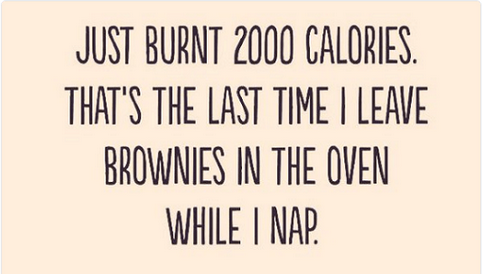 JUST BURNT 2000 CALORIES.
THAT'S THE LAST TIME I LEAVE
BROWNIES IN THE OVEN
WHILE I NAP.